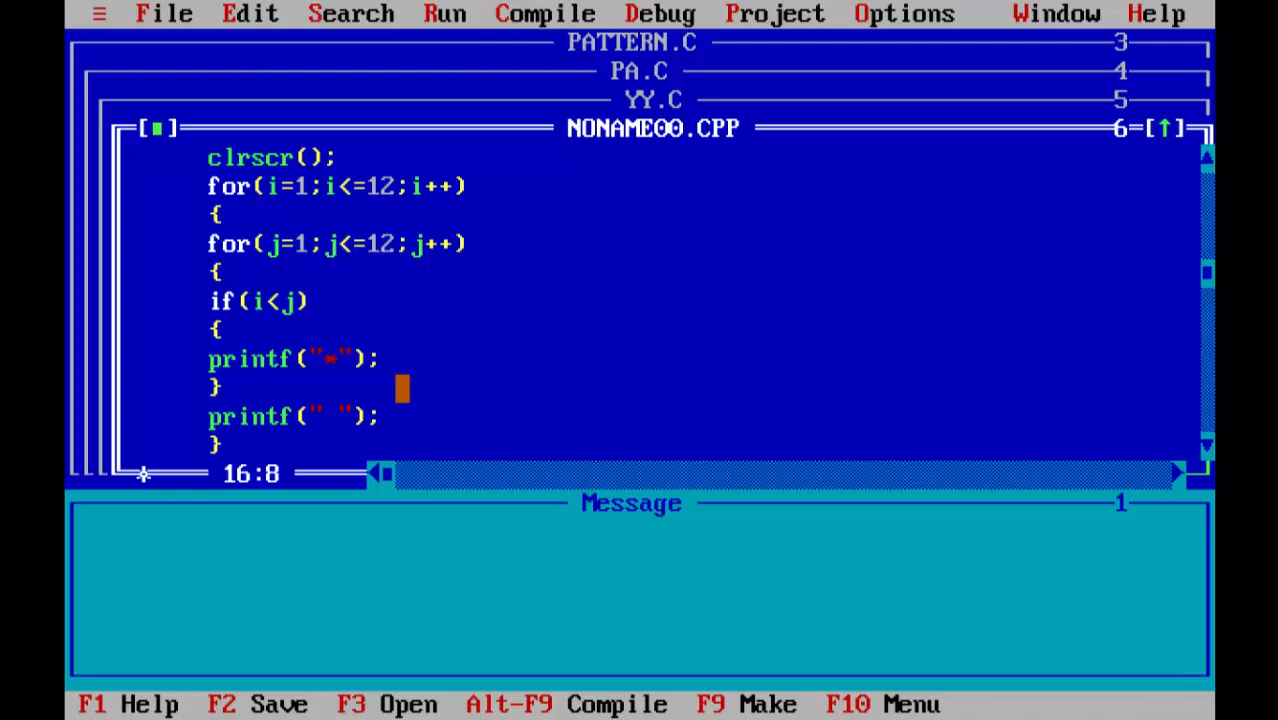 ≡ File Edit Search Run Compile Debug Project Options Window Help
PATTERN.C 3
PA.C 4
YY.C 5
[■] NONAME00.CPP 6=[↑]
clrscr();
for(i=1;i<=12;i++)
{
for(j=1;j<=12;j++)
{
if(i<j)
{
printf("*");
}
printf(" ");
}
16:8
Message 1
F1 Help F2 Save F3 Open Alt-F9 Compile F9 Make F10 Menu